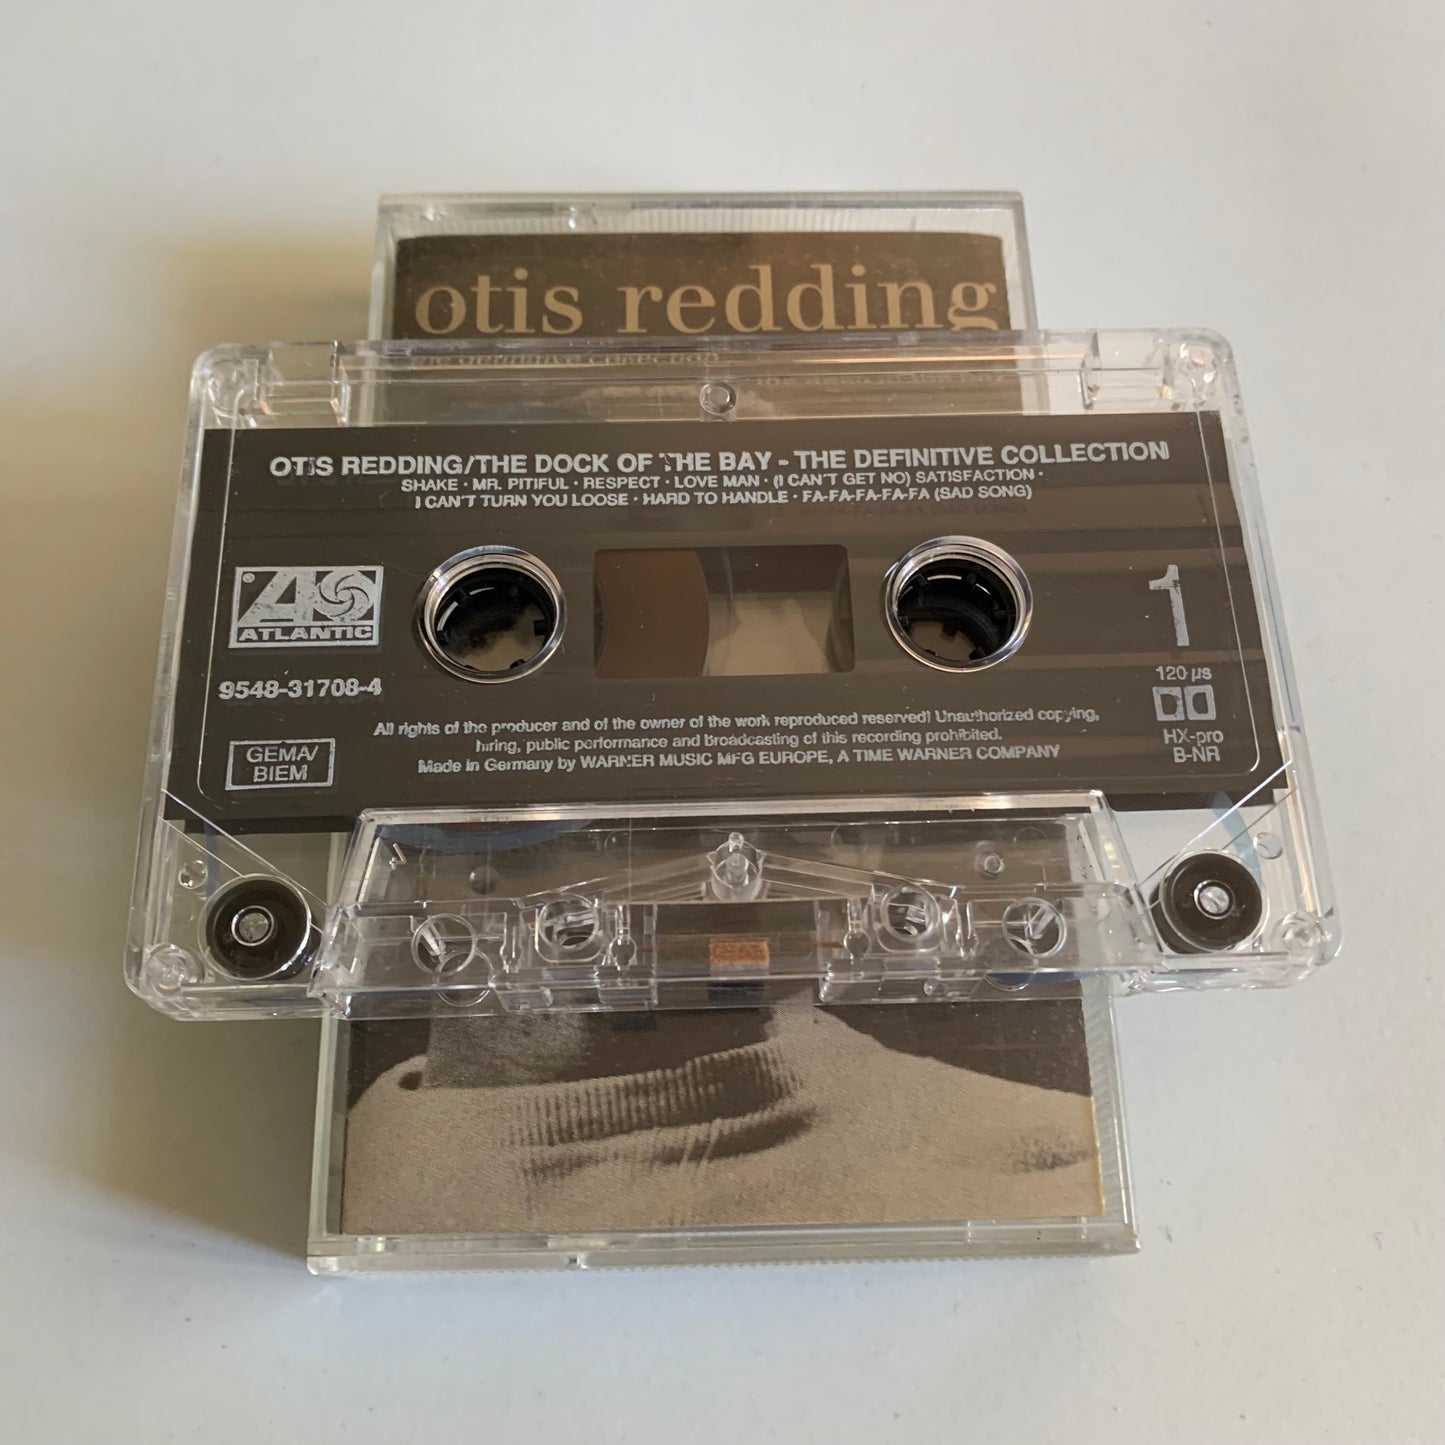 otis redding
the definitive collection
OTIS REDDING/THE DOCK OF THE BAY - THE DEFINITIVE COLLECTION
SHAKE · MR. PITIFUL · RESPECT · LOVE MAN · (I CAN'T GET NO) SATISFACTION ·
I CAN'T TURN YOU LOOSE · HARD TO HANDLE · FA-FA-FA-FA-FA (SAD SONG)
®
ATLANTIC
9548-31708-4
1
120 µs
HX-pro
B-NR
GEMA/
BIEM
All rights of the producer and of the owner of the work reproduced reserved! Unauthorized copying,
hiring, public performance and broadcasting of this recording prohibited.
Made in Germany by WARNER MUSIC MFG EUROPE, A TIME WARNER COMPANY